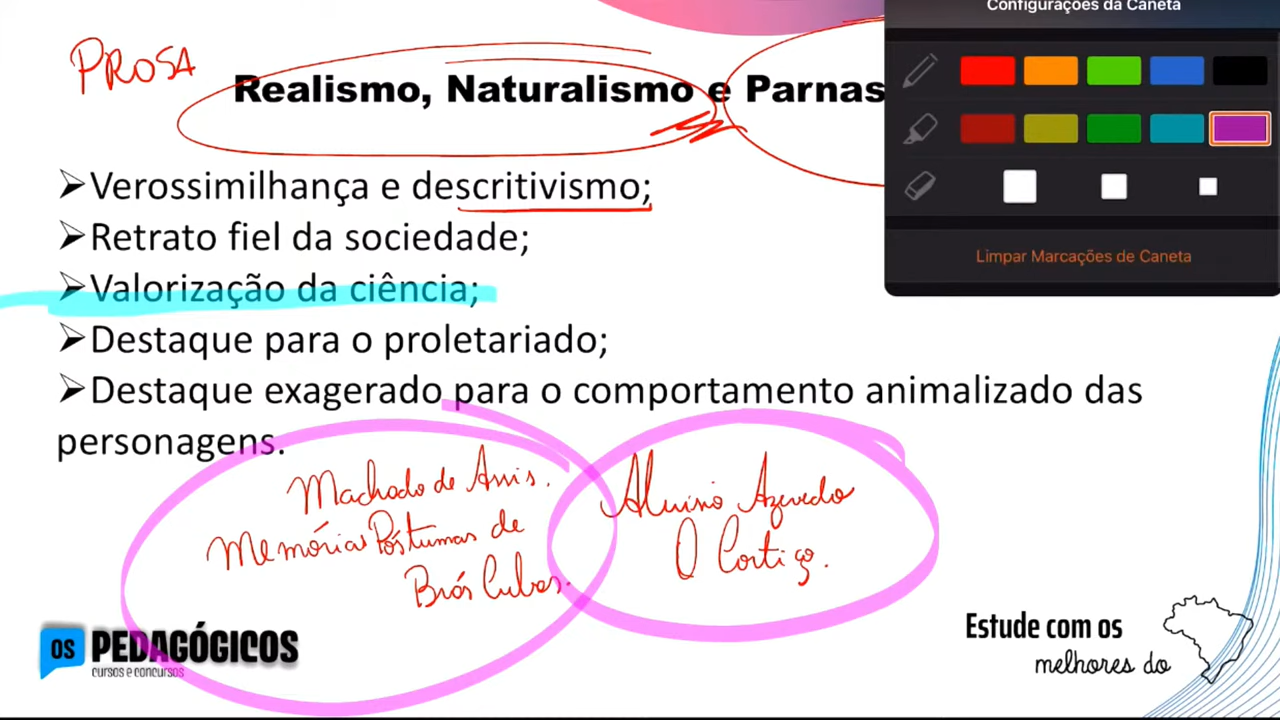 Configurações da Caneta
PROSA
Realismo, Naturalismo e Parnas
Verossimilhança e descritivismo;
Retrato fiel da sociedade;
Valorização da ciência;
Limpar Marcações de Caneta
Destaque para o proletariado;
Destaque exagerado para o comportamento animalizado das
personagens.
Machado de Assis.
Memórias Póstumas de
Brás Cubas.
Aluísio Azevedo
O Cortiço.
OS PEDAGÓGICOS
cursos e concursos
Estude com os
melhores do